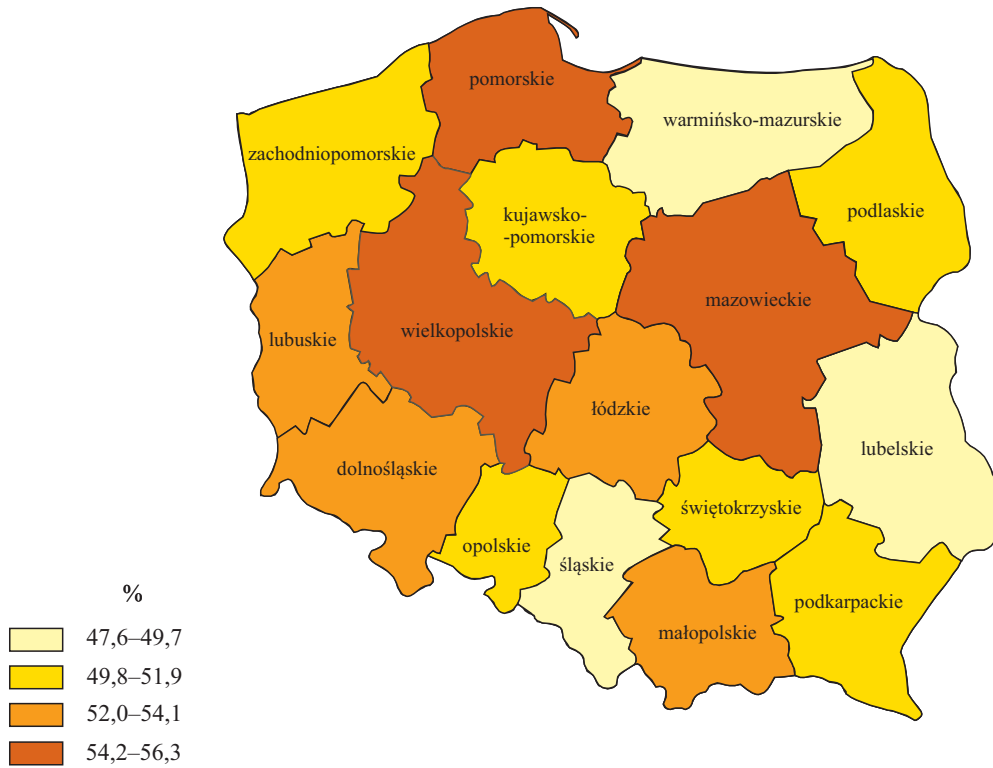 pomorskie
warmińsko-mazurskie
zachodniopomorskie
podlaskie
kujawsko-
-pomorskie
mazowieckie
wielkopolskie
lubuskie
łódzkie
lubelskie
dolnośląskie
świętokrzyskie
opolskie
śląskie
podkarpackie
małopolskie
%
47,6–49,7
49,8–51,9
52,0–54,1
54,2–56,3